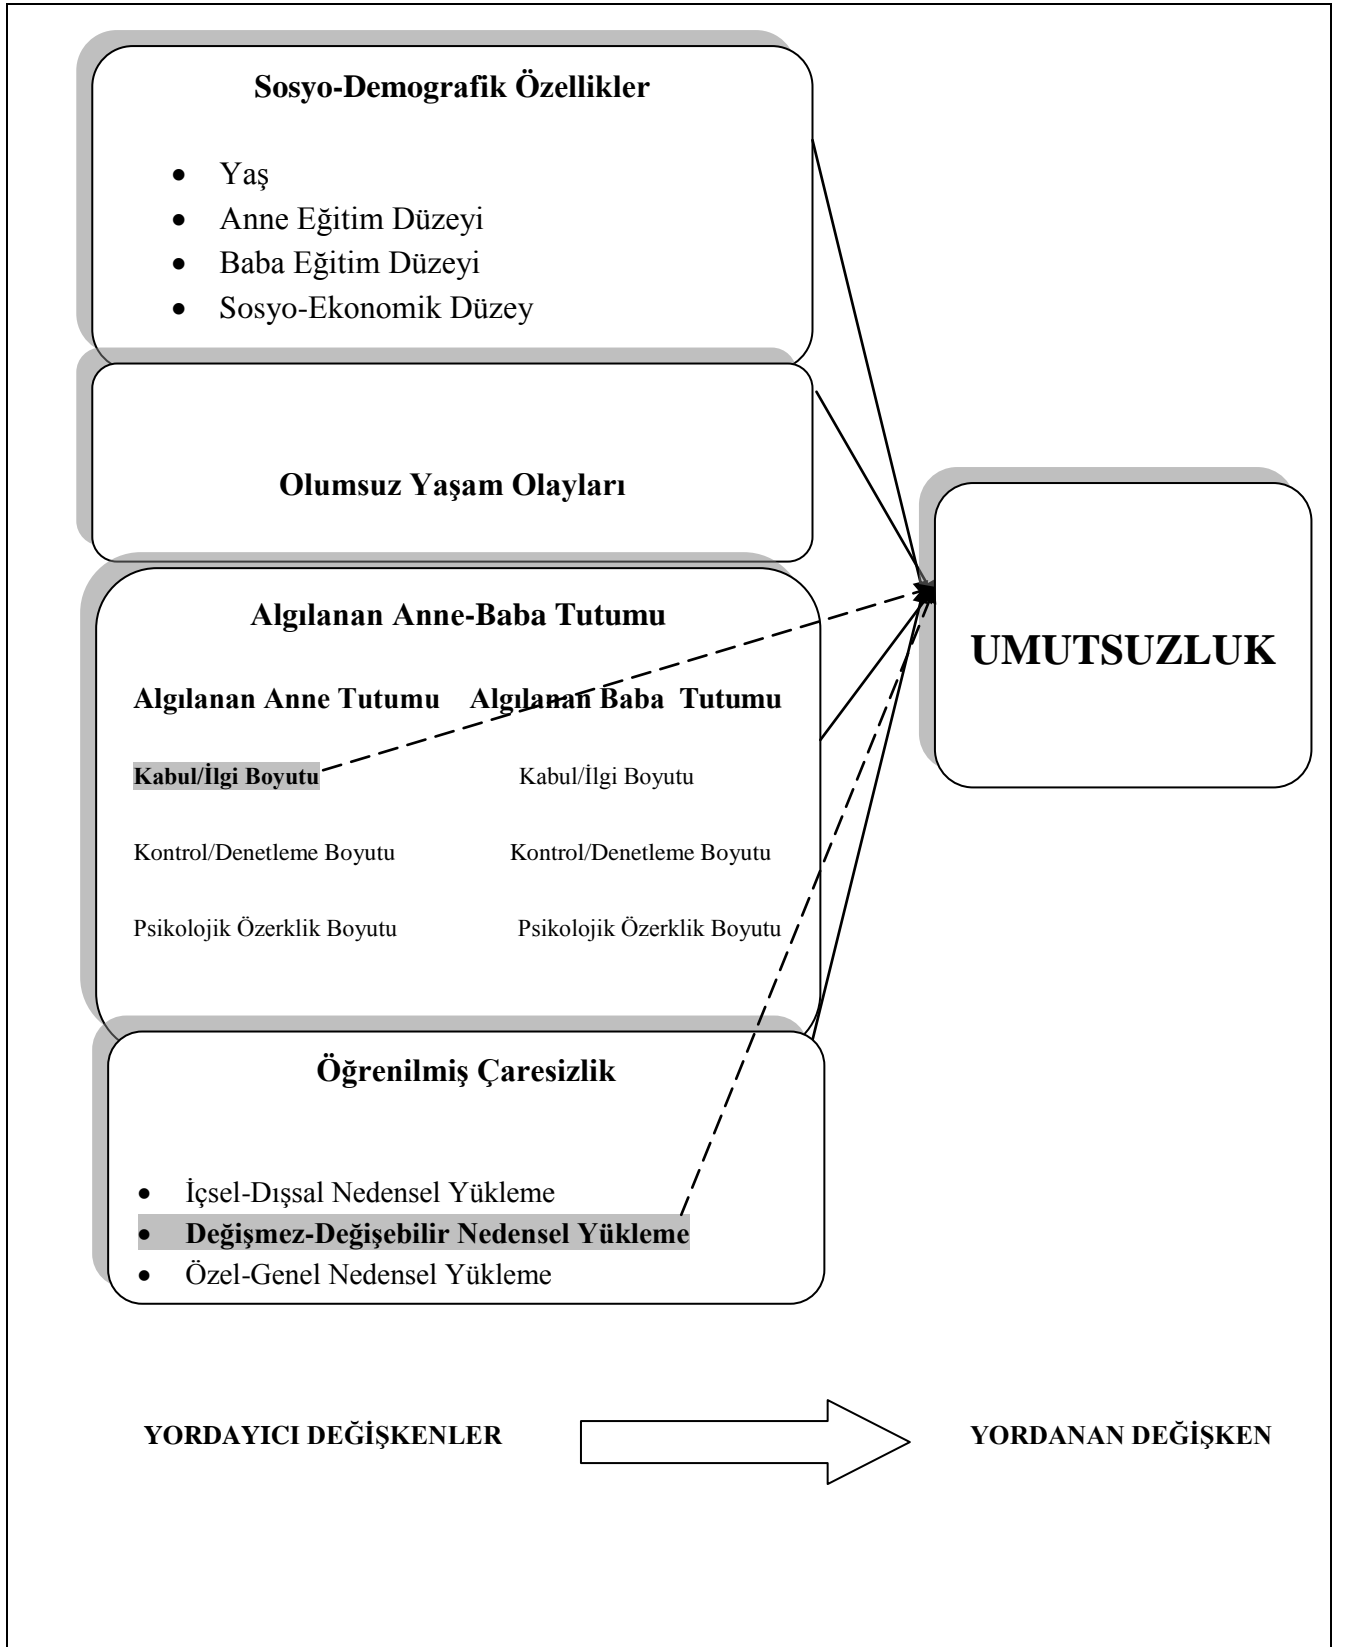 Sosyo-Demografik Özellikler
• Yaş
• Anne Eğitim Düzeyi
• Baba Eğitim Düzeyi
• Sosyo-Ekonomik Düzey
Olumsuz Yaşam Olayları
Algılanan Anne-Baba Tutumu
Algılanan Anne Tutumu Algılanan Baba Tutumu
Kabul/İlgi Boyutu Kabul/İlgi Boyutu
Kontrol/Denetleme Boyutu Kontrol/Denetleme Boyutu
Psikolojik Özerklik Boyutu Psikolojik Özerklik Boyutu
Öğrenilmiş Çaresizlik
• İçsel-Dışsal Nedensel Yükleme
• Değişmez-Değişebilir Nedensel Yükleme
• Özel-Genel Nedensel Yükleme
UMUTSUZLUK
YORDAYICI DEĞİŞKENLER YORDANAN DEĞİŞKEN